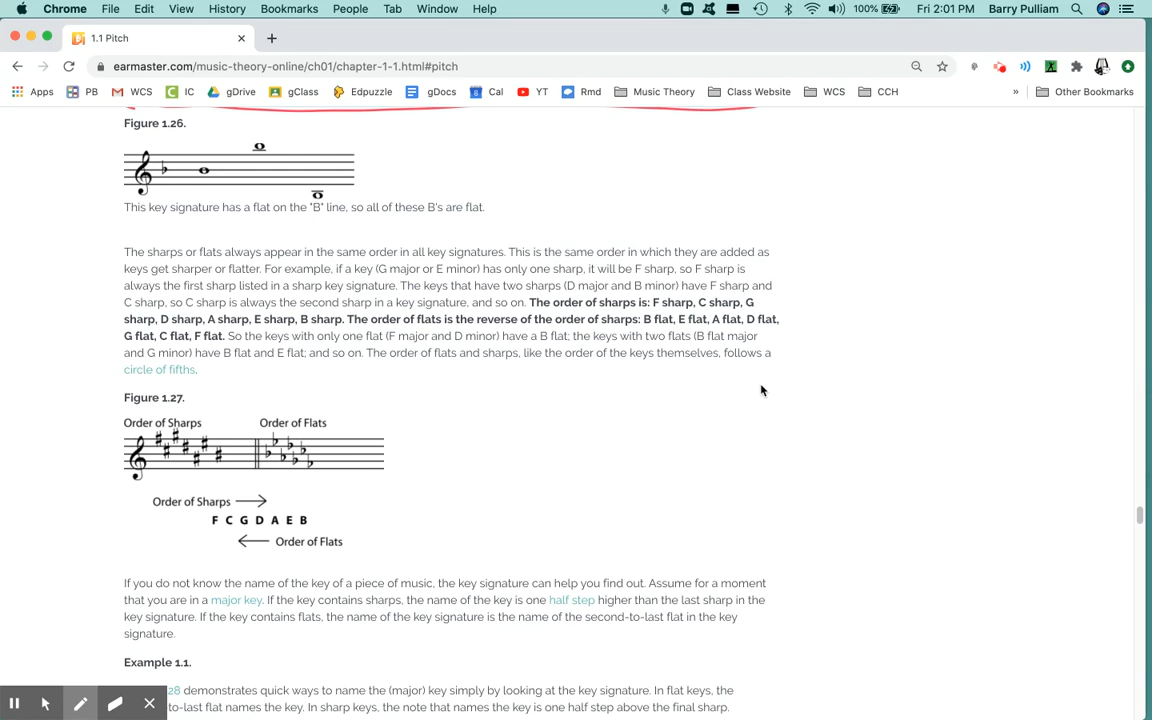 Chrome File Edit View History Bookmarks People Tab Window Help 100% Fri 2:01 PM Barry Pulliam
1.1 Pitch
earmaster.com/music-theory-online/ch01/chapter-1-1.html#pitch
Apps PB WCS IC gDrive gClass Edpuzzle gDocs Cal YT Rmd Music Theory Class Website WCS CCH » Other Bookmarks
Figure 1.26.
This key signature has a flat on the "B" line, so all of these B's are flat.
The sharps or flats always appear in the same order in all key signatures. This is the same order in which they are added as
keys get sharper or flatter. For example, if a key (G major or E minor) has only one sharp, it will be F sharp, so F sharp is
always the first sharp listed in a sharp key signature. The keys that have two sharps (D major and B minor) have F sharp and
C sharp, so C sharp is always the second sharp in a key signature, and so on. The order of sharps is: F sharp, C sharp, G
sharp, D sharp, A sharp, E sharp, B sharp. The order of flats is the reverse of the order of sharps: B flat, E flat, A flat, D flat,
G flat, C flat, F flat. So the keys with only one flat (F major and D minor) have a B flat; the keys with two flats (B flat major
and G minor) have B flat and E flat; and so on. The order of flats and sharps, like the order of the keys themselves, follows a
circle of fifths.
Figure 1.27.
Order of Sharps Order of Flats
Order of Sharps
F C G D A E B
Order of Flats
If you do not know the name of the key of a piece of music, the key signature can help you find out. Assume for a moment
that you are in a major key. If the key contains sharps, the name of the key is one half step higher than the last sharp in the
key signature. If the key contains flats, the name of the key signature is the name of the second-to-last flat in the key
signature.
Example 1.1.
28 demonstrates quick ways to name the (major) key simply by looking at the key signature. In flat keys, the
to-last flat names the key. In sharp keys, the note that names the key is one half step above the final sharp.